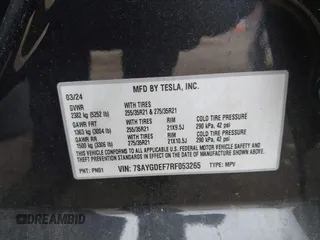 MFD BY TESLA, INC.
03/24
GVWR WITH TIRES
2382 kg (5252 lb) 255/35R21 & 275/35R21
GAWR FRT WITH TIRES RIM COLD TIRE PRESSURE
1363 kg (3004 lb) 255/35R21 21X9.5J 290 kPa, 42 psi
GAWR RR WITH TIRES RIM COLD TIRE PRESSURE
1500 kg (3306 lb) 275/35R21 21X10.5J 290 kPa, 42 psi
THIS VEHICLE CONFORMS TO ALL APPLICABLE
FEDERAL MOTOR VEHICLE SAFETY AND THEFT
PREVENTION STANDARDS IN EFFECT ON THE
DATE OF MANUFACTURE SHOWN ABOVE.
PNT: PN01 VIN: 7SAYGDEF7RF053265 TYPE: MPV
DREAMBID